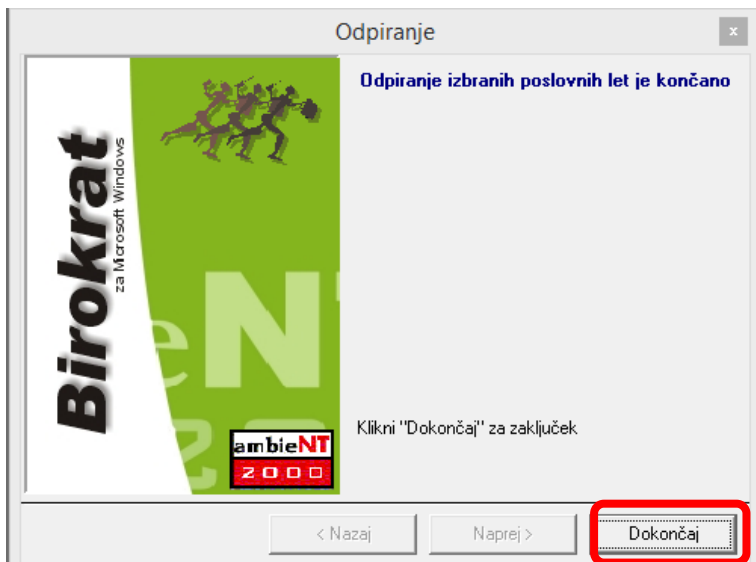 Odpiranje
x
Odpiranje izbranih poslovnih let je končano
Birokrat
za Microsoft Windows
eNT
ambieNT
2000
Klikni "Dokončaj" za zaključek
< Nazaj
Naprej >
Dokončaj